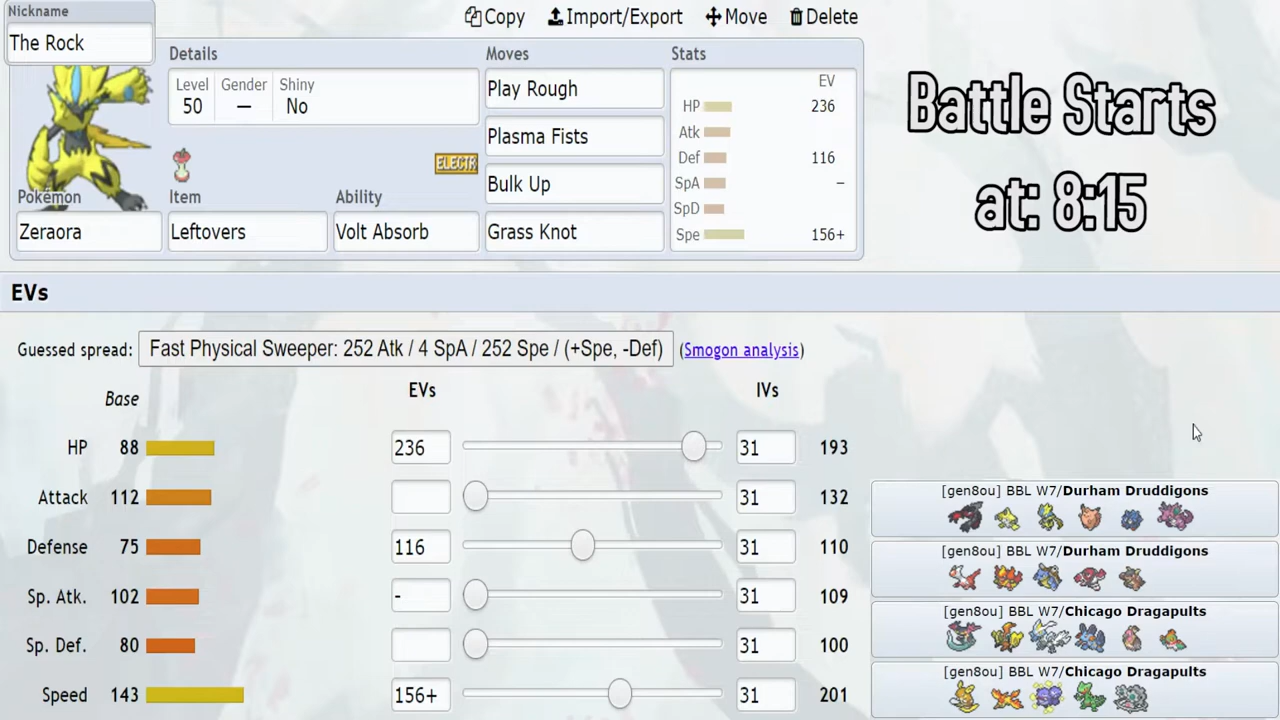 Nickname
The Rock
Copy Import/Export Move Delete
Details Moves Stats
Level Gender Shiny
50 — No
Play Rough
Plasma Fists
Bulk Up
Grass Knot
EV
HP 236
Atk
Def 116
SpA –
SpD
Spe 156+
ELECTR
Pokémon Item Ability
Zeraora Leftovers Volt Absorb
Battle Starts
at: 8:15
EVs
Guessed spread: Fast Physical Sweeper: 252 Atk / 4 SpA / 252 Spe / (+Spe, -Def) (Smogon analysis)
Base EVs IVs
HP 88 236 31 193
Attack 112 31 132
Defense 75 116 31 110
Sp. Atk. 102 - 31 109
Sp. Def. 80 31 100
Speed 143 156+ 31 201
[gen8ou] BBL W7/Durham Druddigons
[gen8ou] BBL W7/Durham Druddigons
[gen8ou] BBL W7/Chicago Dragapults
[gen8ou] BBL W7/Chicago Dragapults